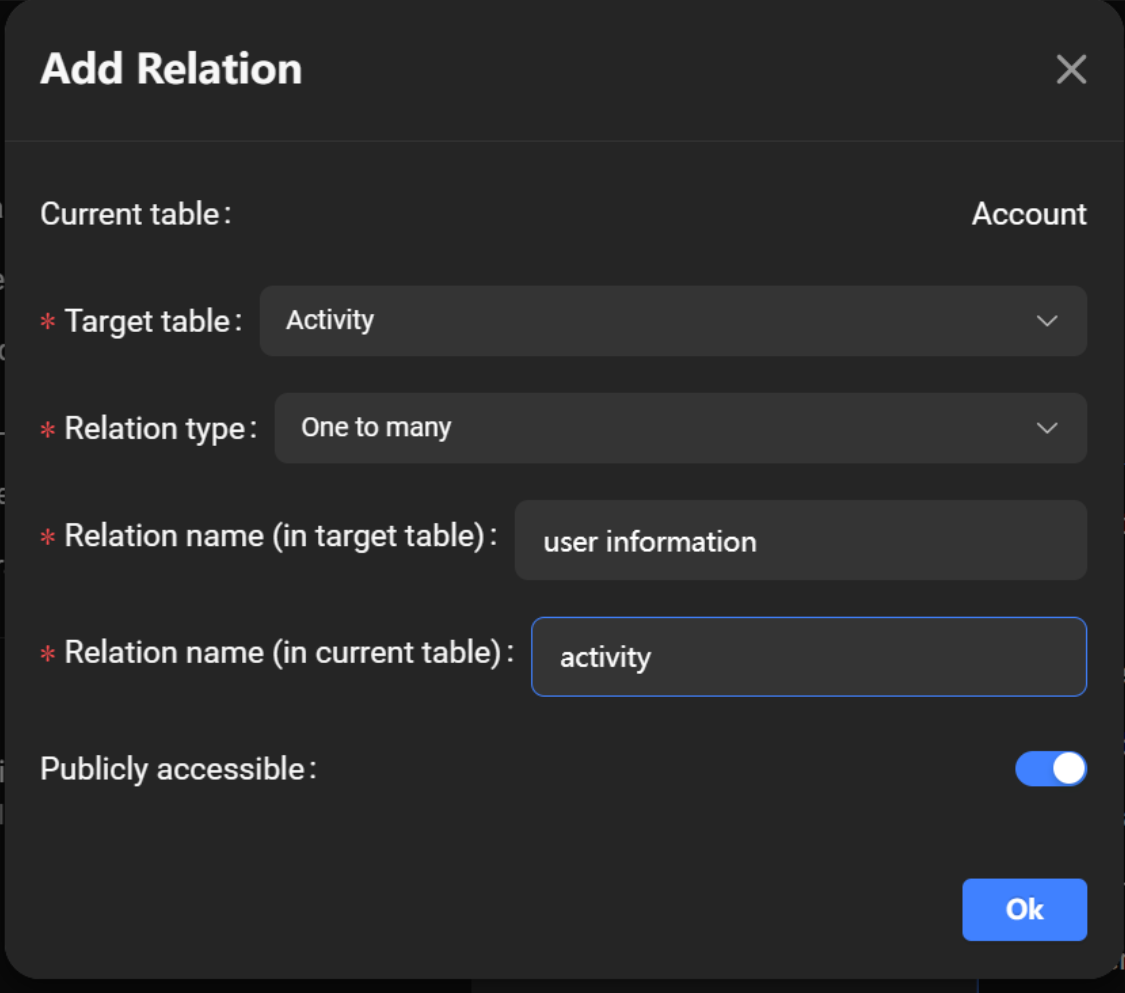 Add Relation
Current table: Account
* Target table: Activity
* Relation type: One to many
* Relation name (in target table): user information
* Relation name (in current table): activity
Publicly accessible:
Ok